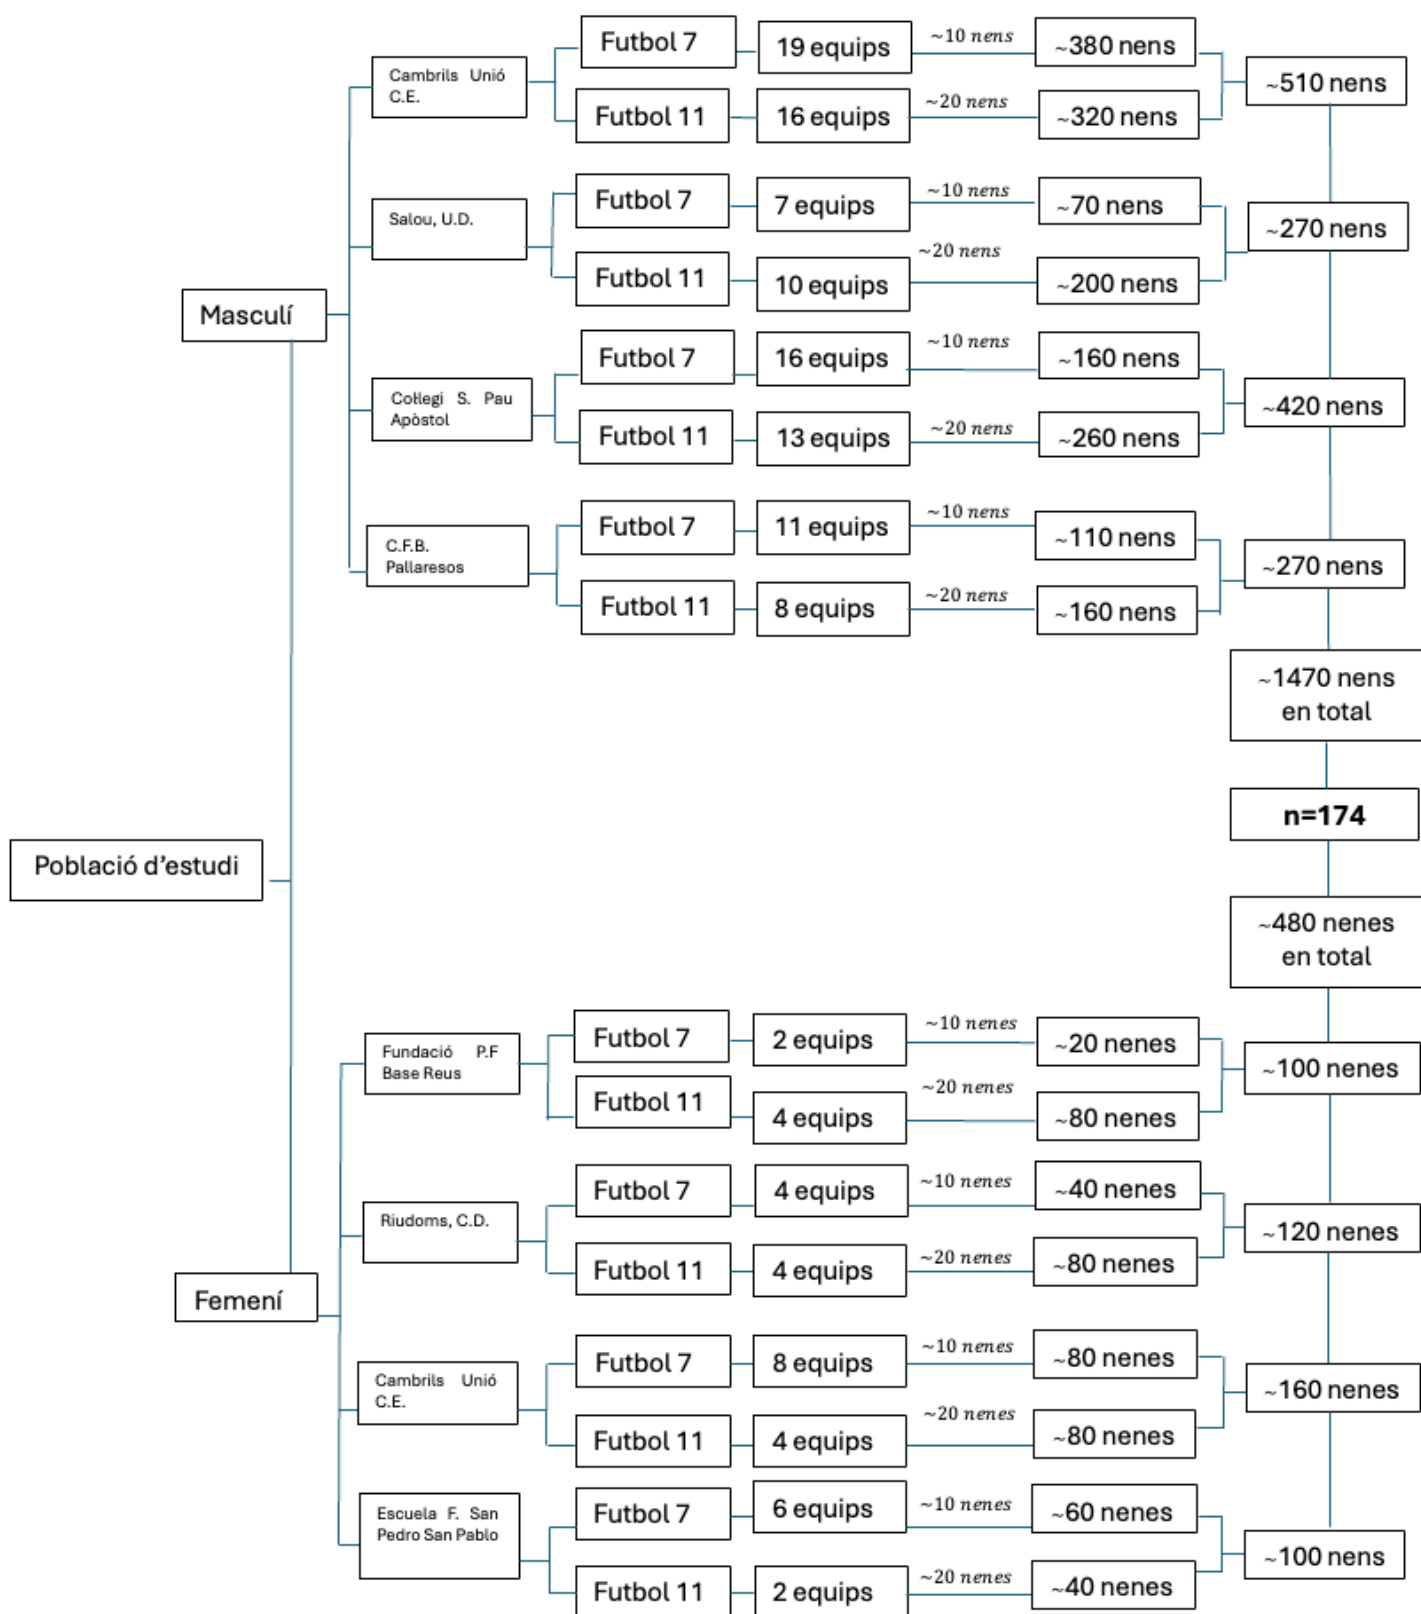 Futbol 7
19 equips
~10 nens
~380 nens
Cambrils Unió
C.E.
~510 nens
Futbol 11
16 equips
~20 nens
~320 nens
Futbol 7
7 equips
~10 nens
~70 nens
Salou, U.D.
~270 nens
Futbol 11
10 equips
~20 nens
~200 nens
Masculí
Futbol 7
16 equips
~10 nens
~160 nens
Col·legi S. Pau
Apòstol
~420 nens
Futbol 11
13 equips
~20 nens
~260 nens
Futbol 7
11 equips
~10 nens
~110 nens
C.F.B.
Pallaresos
~270 nens
Futbol 11
8 equips
~20 nens
~160 nens
~1470 nens
en total
n=174
Població d'estudi
~480 nenes
en total
Futbol 7
2 equips
~10 nenes
~20 nenes
Fundació P.F
Base Reus
~100 nenes
Futbol 11
4 equips
~20 nenes
~80 nenes
Futbol 7
4 equips
~10 nenes
~40 nenes
Riudoms, C.D.
~120 nenes
Futbol 11
4 equips
~20 nenes
~80 nenes
Femení
Futbol 7
8 equips
~10 nenes
~80 nenes
Cambrils Unió
C.E.
~160 nenes
Futbol 11
4 equips
~20 nenes
~80 nenes
Futbol 7
6 equips
~10 nenes
~60 nenes
Escuela F. San
Pedro San Pablo
~100 nens
Futbol 11
2 equips
~20 nenes
~40 nenes